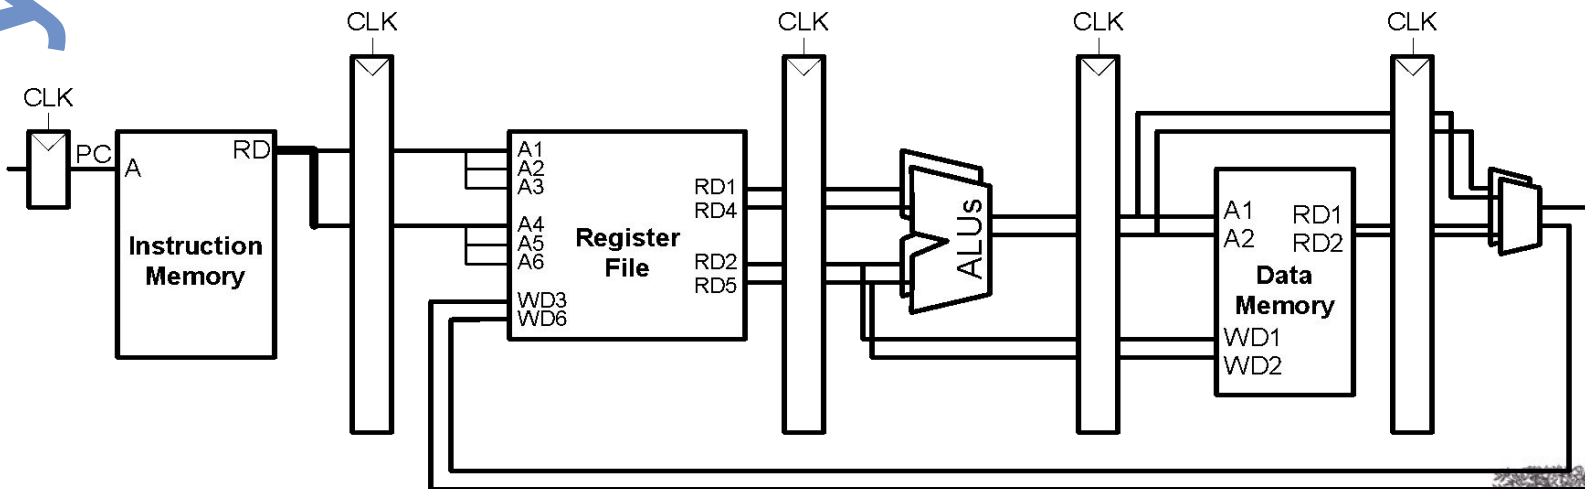 CLK
CLK
CLK
CLK
CLK
PC
A
RD
Instruction
Memory
A1
A2
A3
A4
A5
A6
WD3
WD6
Register
File
RD1
RD4
RD2
RD5
ALUs
A1
A2
RD1
RD2
Data
Memory
WD1
WD2